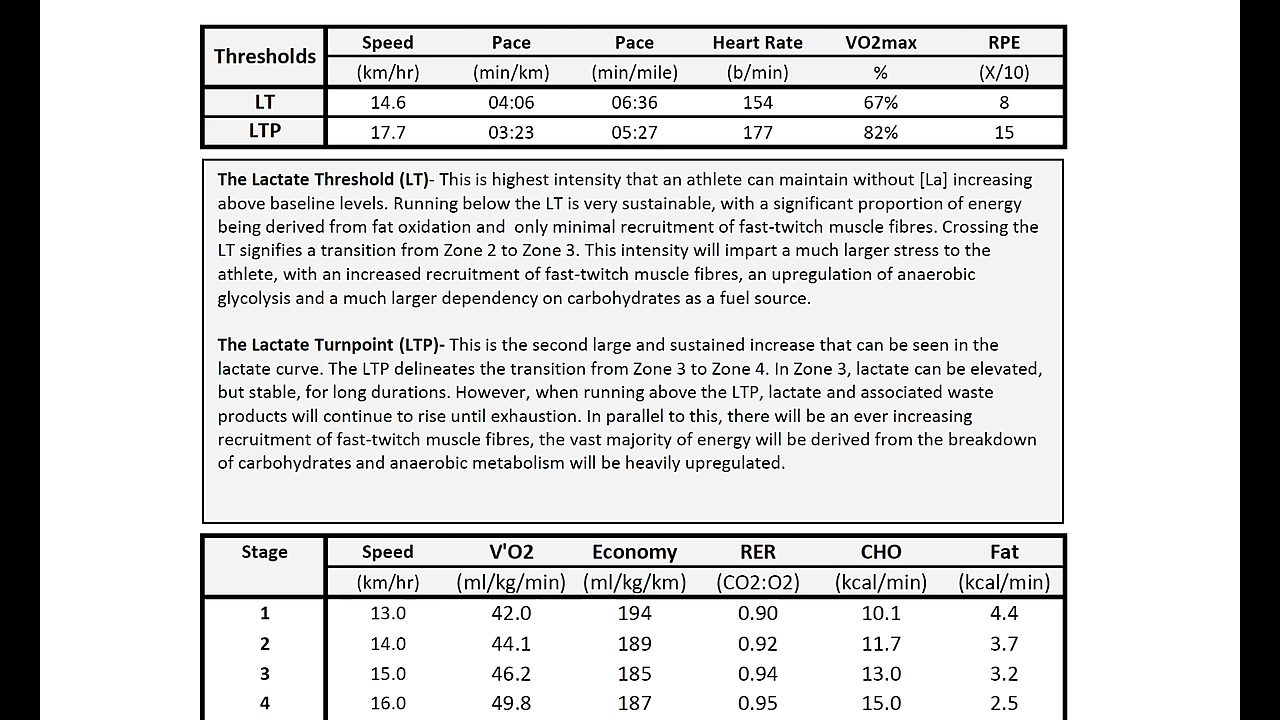 Thresholds Speed Pace Pace Heart Rate VO2max RPE
(km/hr) (min/km) (min/mile) (b/min) % (X/10)
LT 14.6 04:06 06:36 154 67% 8
LTP 17.7 03:23 05:27 177 82% 15
The Lactate Threshold (LT)- This is highest intensity that an athlete can maintain without [La] increasing
above baseline levels. Running below the LT is very sustainable, with a significant proportion of energy
being derived from fat oxidation and  only minimal recruitment of fast-twitch muscle fibres. Crossing the
LT signifies a transition from Zone 2 to Zone 3. This intensity will impart a much larger stress to the
athlete, with an increased recruitment of fast-twitch muscle fibres, an upregulation of anaerobic
glycolysis and a much larger dependency on carbohydrates as a fuel source.
The Lactate Turnpoint (LTP)- This is the second large and sustained increase that can be seen in the
lactate curve. The LTP delineates the transition from Zone 3 to Zone 4. In Zone 3, lactate can be elevated,
but stable, for long durations. However, when running above the LTP, lactate and associated waste
products will continue to rise until exhaustion. In parallel to this, there will be an ever increasing
recruitment of fast-twitch muscle fibres, the vast majority of energy will be derived from the breakdown
of carbohydrates and anaerobic metabolism will be heavily upregulated.
Stage Speed V'O2 Economy RER CHO Fat
(km/hr) (ml/kg/min) (ml/kg/km) (CO2:O2) (kcal/min) (kcal/min)
1 13.0 42.0 194 0.90 10.1 4.4
2 14.0 44.1 189 0.92 11.7 3.7
3 15.0 46.2 185 0.94 13.0 3.2
4 16.0 49.8 187 0.95 15.0 2.5